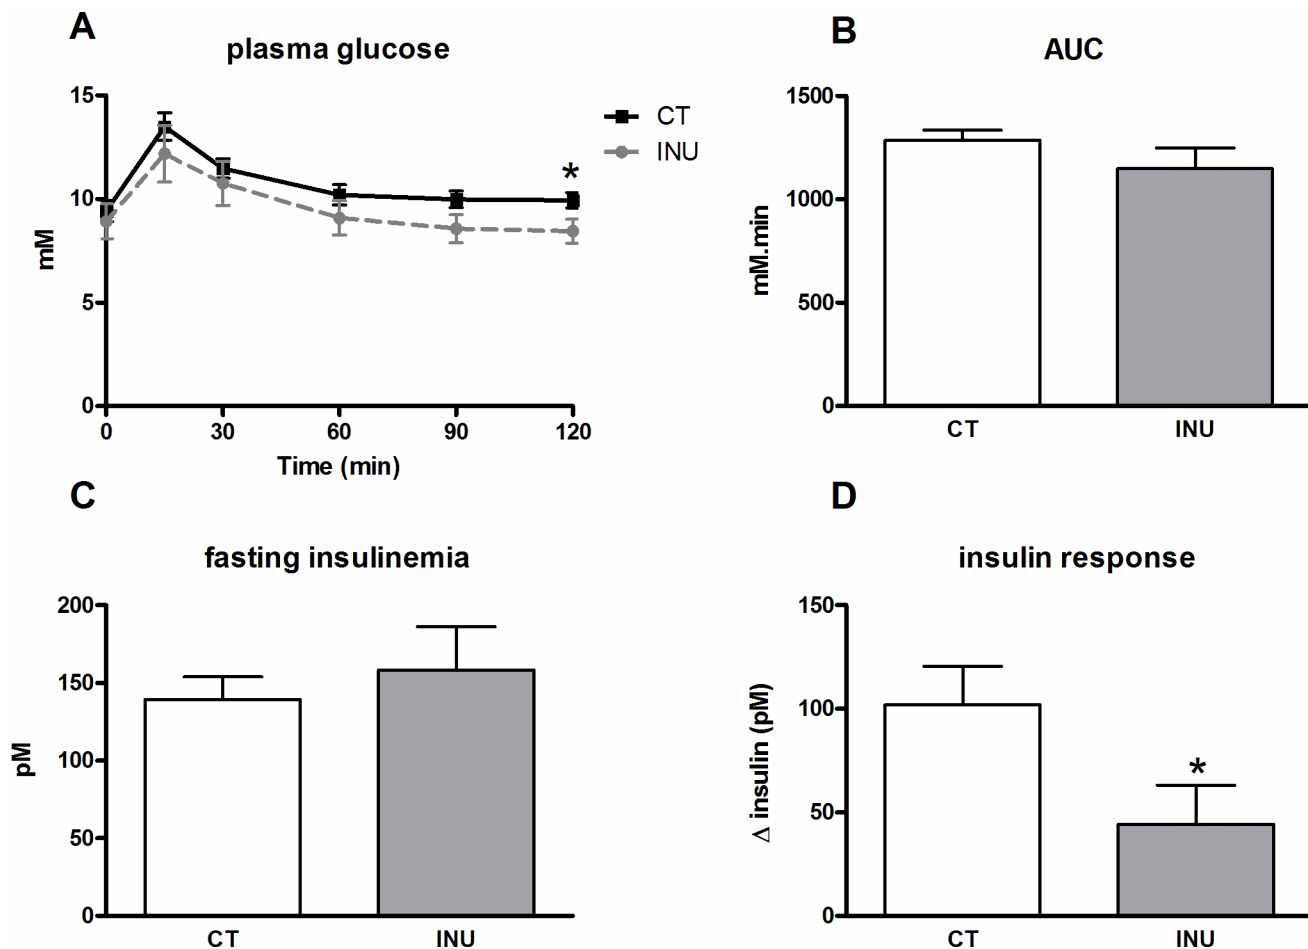 A
plasma glucose
15
10
5
0
mM
0 30 60 90 120
Time (min)
CT
INU
*
B
AUC
1500
1000
500
0
mM.min
CT INU
C
fasting insulinemia
200
150
100
50
0
pM
CT INU
D
insulin response
150
100
50
0
Δ insulin (pM)
*
CT INU